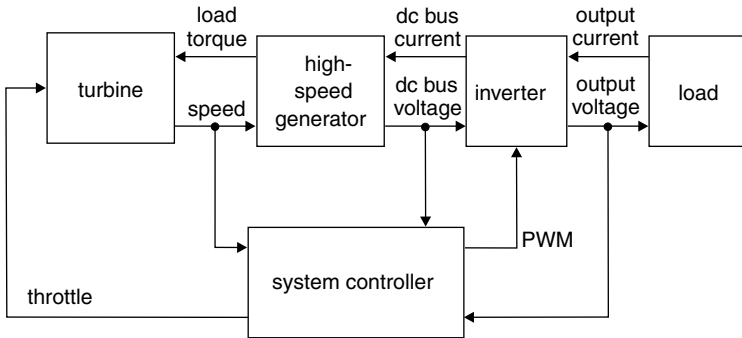 load
torque
dc bus
current
output
current
turbine
high-
speed
generator
inverter
load
speed
dc bus
voltage
output
voltage
PWM
system controller
throttle